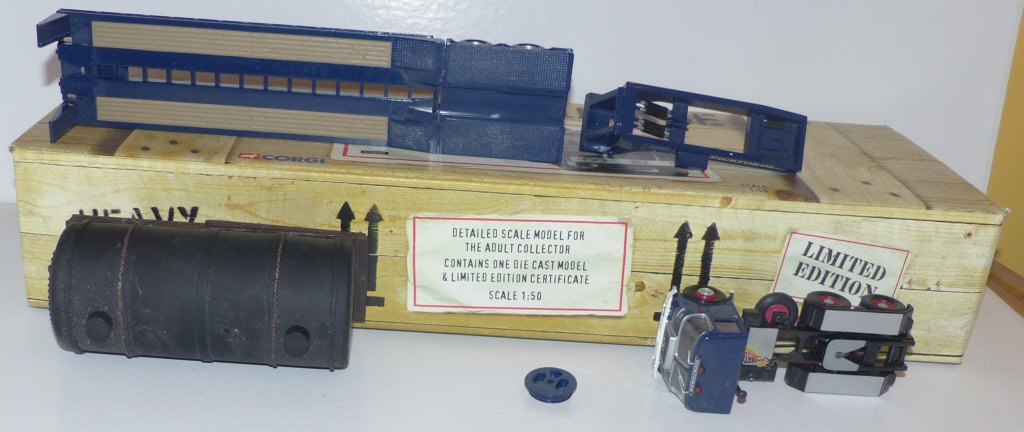 CORGI
HEAVY
DETAILED SCALE MODEL FOR
THE ADULT COLLECTOR
CONTAINS ONE DIE CAST MODEL
& LIMITED EDITION CERTIFICATE
SCALE 1:50
LIMITED
EDITION